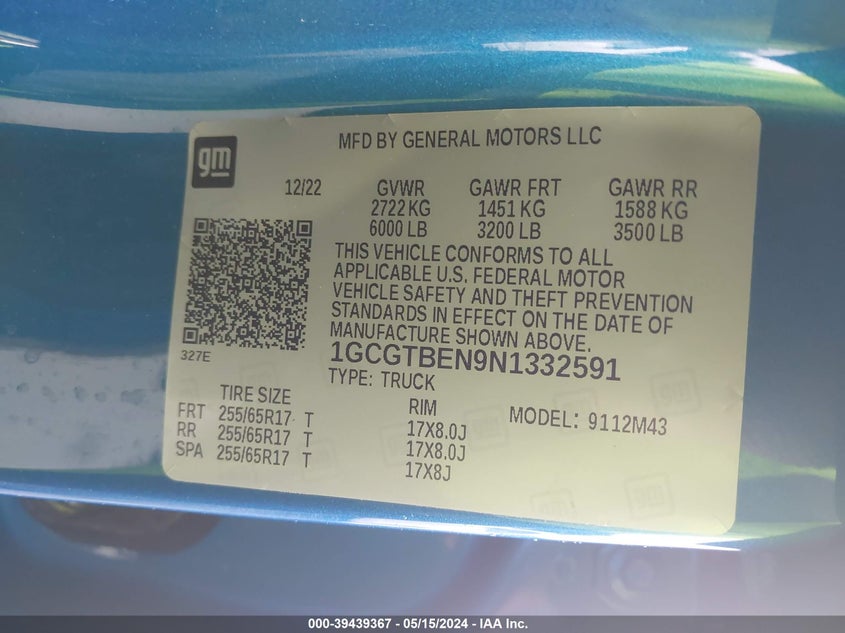 gm
MFD BY GENERAL MOTORS LLC
12/22 GVWR GAWR FRT GAWR RR
2722 KG 1451 KG 1588 KG
6000 LB 3200 LB 3500 LB
THIS VEHICLE CONFORMS TO ALL
APPLICABLE U.S. FEDERAL MOTOR
VEHICLE SAFETY AND THEFT PREVENTION
STANDARDS IN EFFECT ON THE DATE OF
MANUFACTURE SHOWN ABOVE.
327E
1GCGTBEN9N1332591
TYPE: TRUCK
TIRE SIZE RIM MODEL: 9112M43
FRT 255/65R17 T 17X8.0J
RR 255/65R17 T 17X8.0J
SPA 255/65R17 T 17X8J
000-39439367 - 05/15/2024 - IAA Inc.